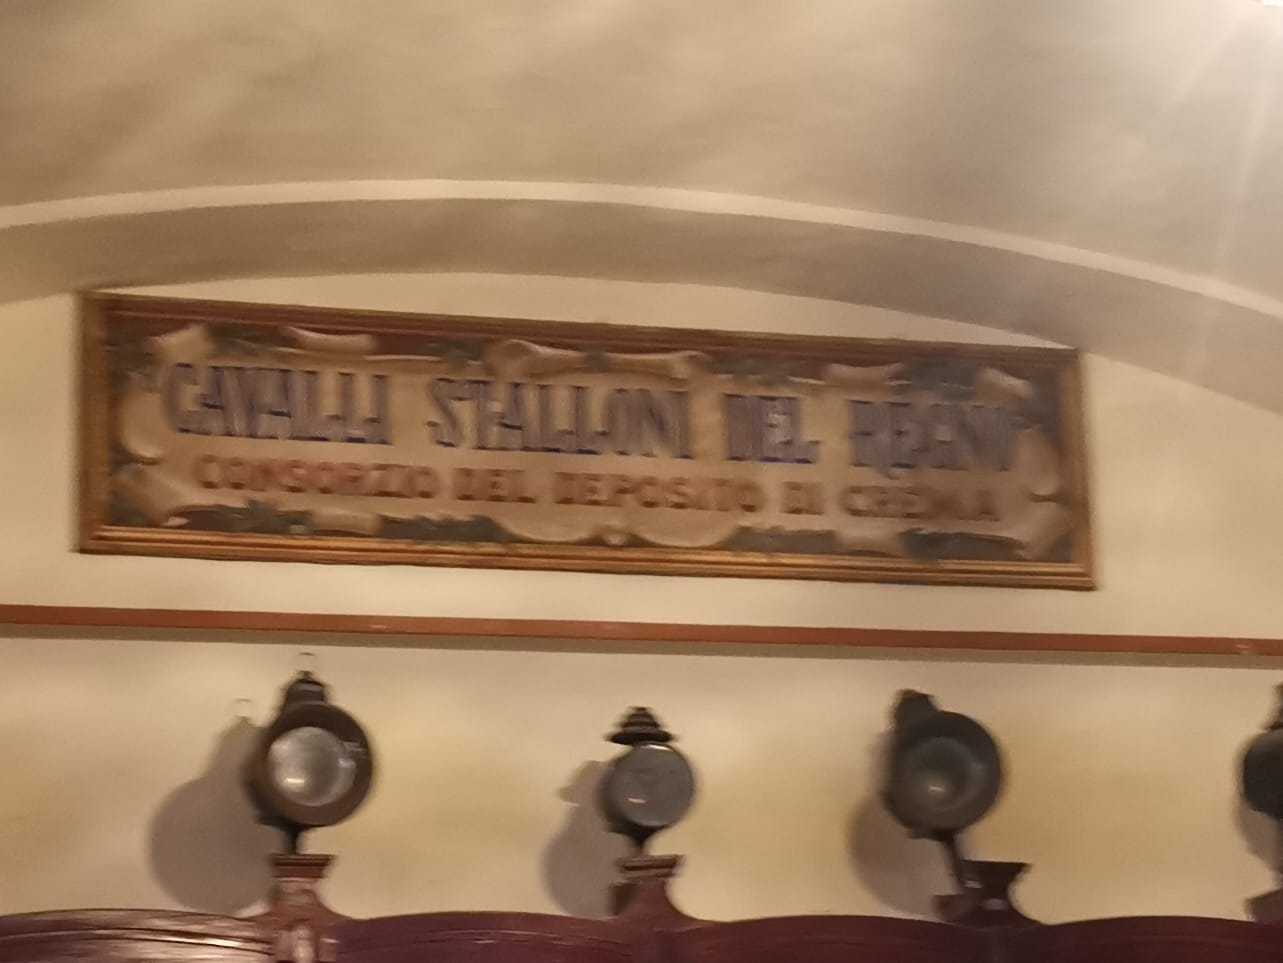 CAVALLI STALLONI DEL REGNO
CONSORZIO DEL DEPOSITO DI CREMA